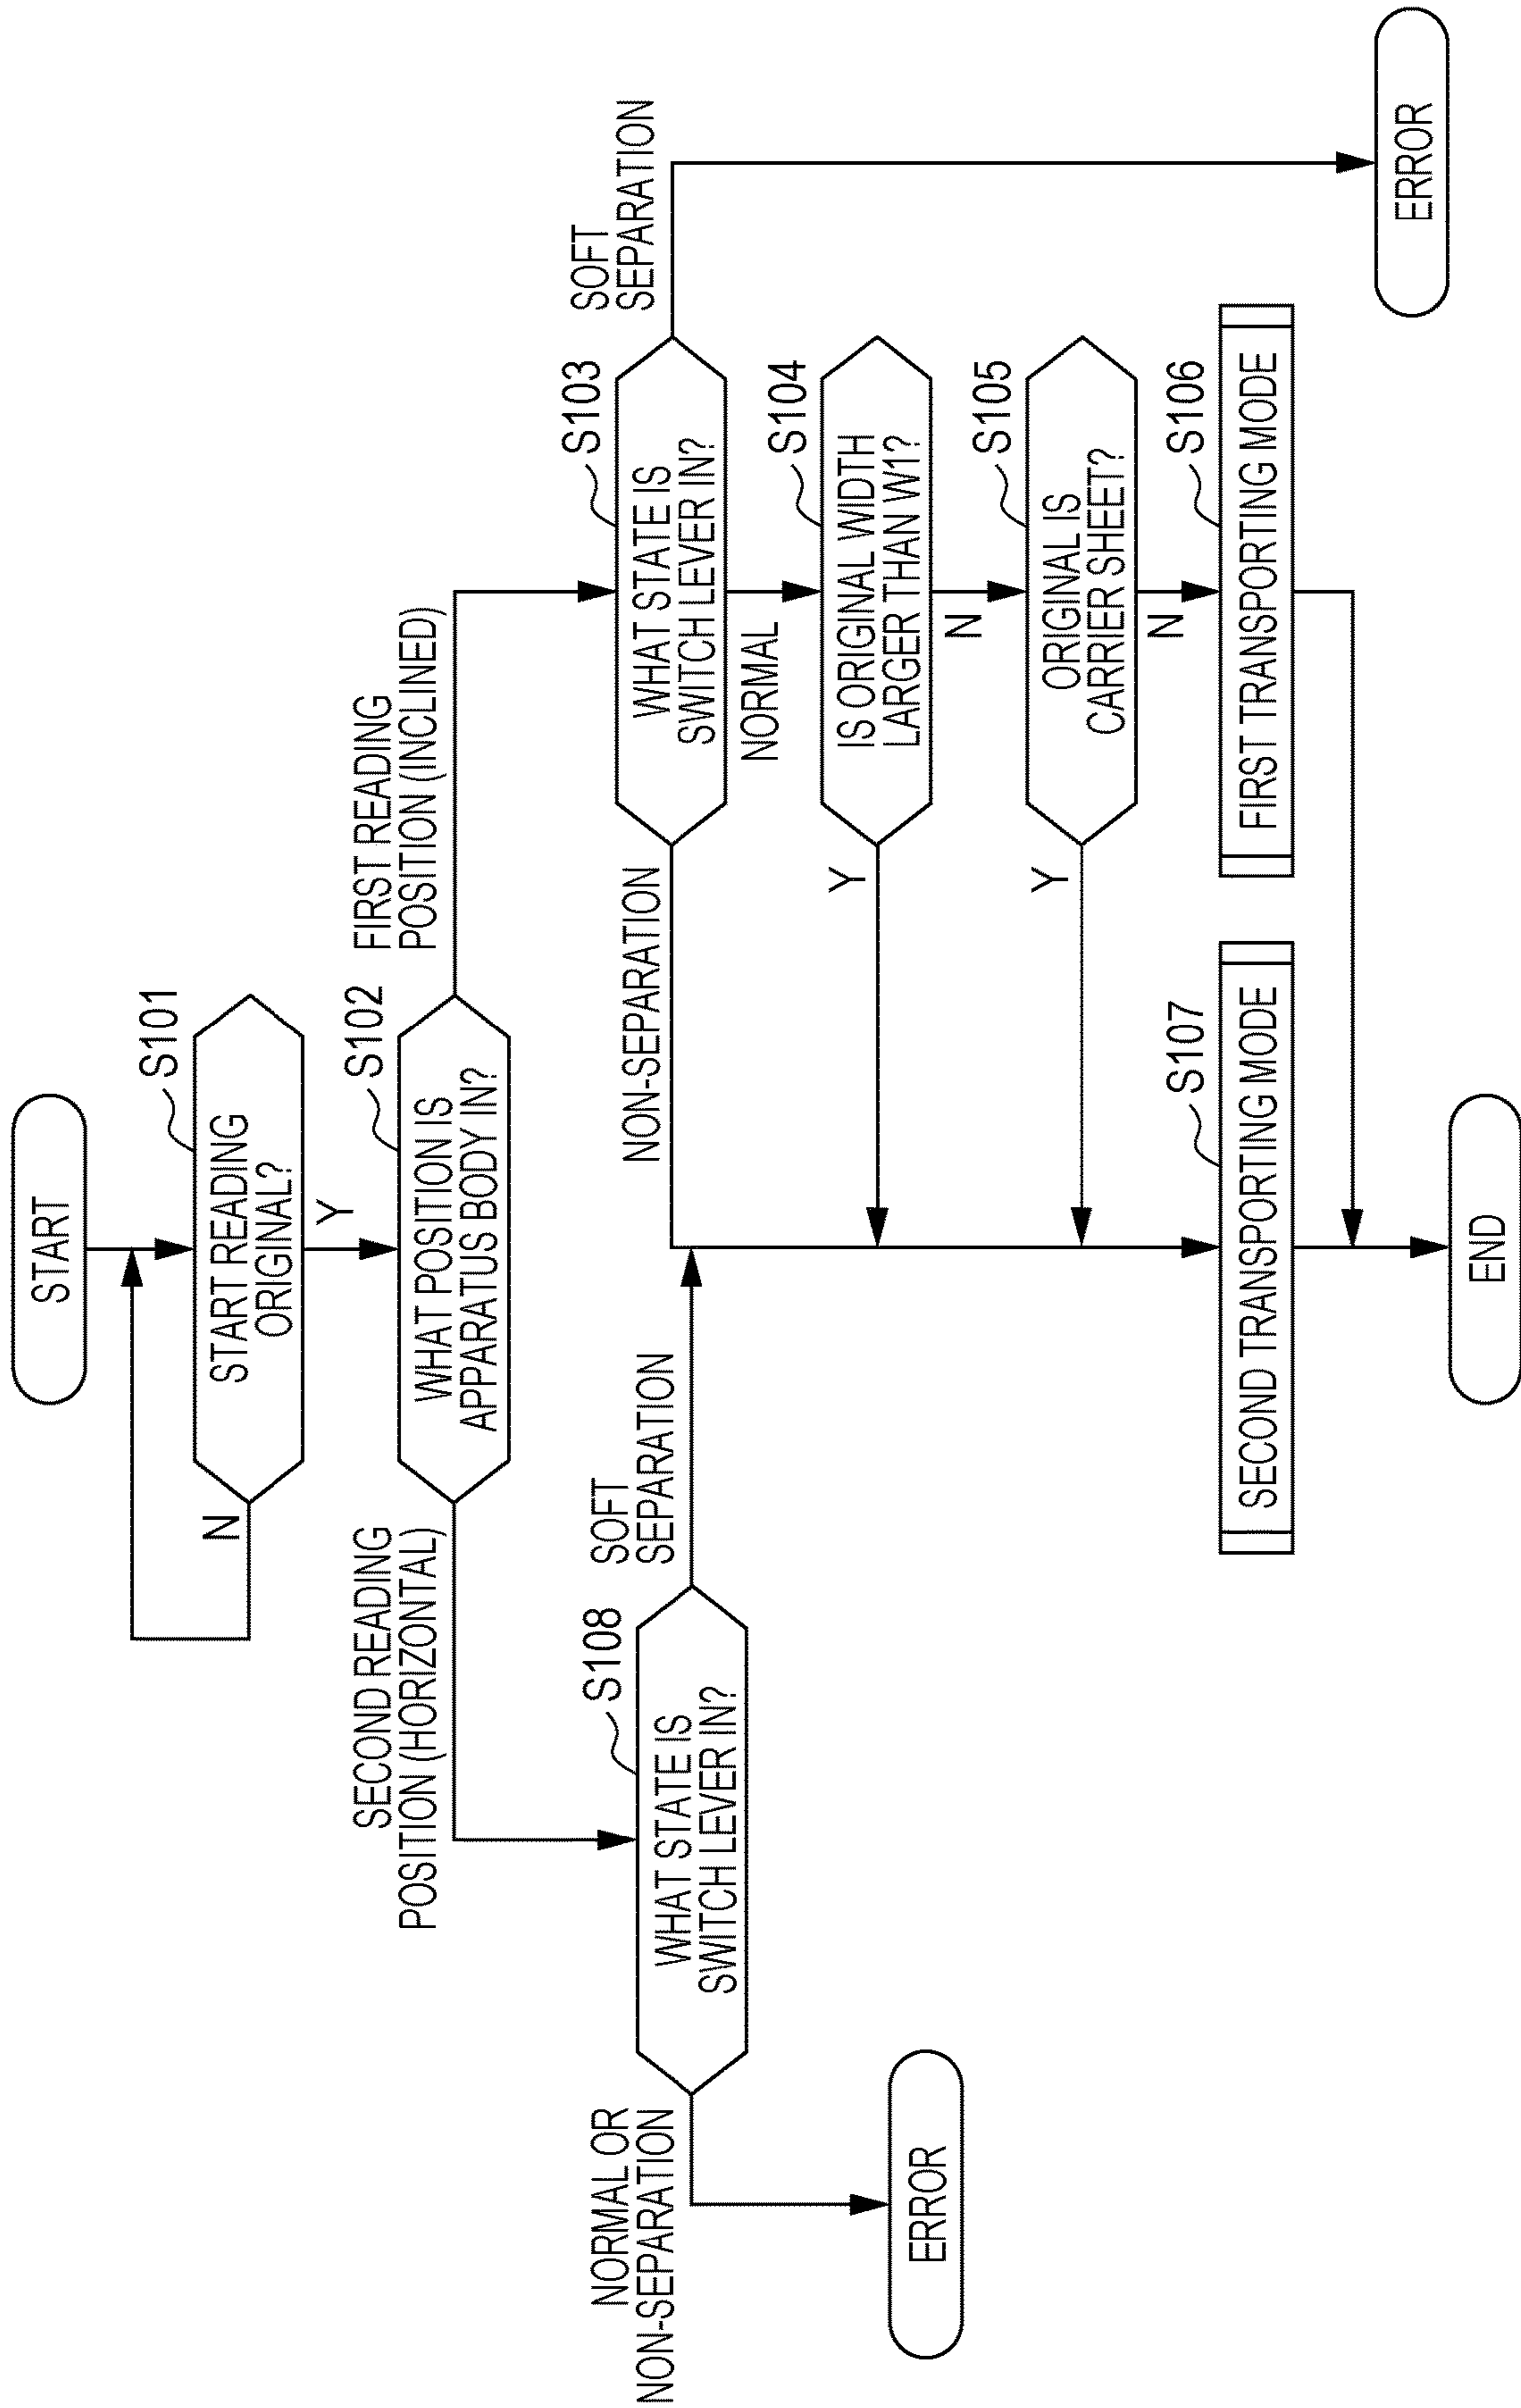 START
S101
START READING
ORIGINAL?
N
Y
S102
WHAT POSITION IS
APPARATUS BODY IN?
SECOND READING
POSITION (HORIZONTAL)
FIRST READING
POSITION (INCLINED)
S108
WHAT STATE IS
SWITCH LEVER IN?
NORMAL OR
NON-SEPARATION
SOFT
SEPARATION
ERROR
S103
WHAT STATE IS
SWITCH LEVER IN?
NON-SEPARATION
SOFT
SEPARATION
NORMAL
S104
IS ORIGINAL WIDTH
LARGER THAN W1?
Y
N
S105
ORIGINAL IS
CARRIER SHEET?
Y
N
S107
SECOND TRANSPORTING MODE
S106
FIRST TRANSPORTING MODE
ERROR
END